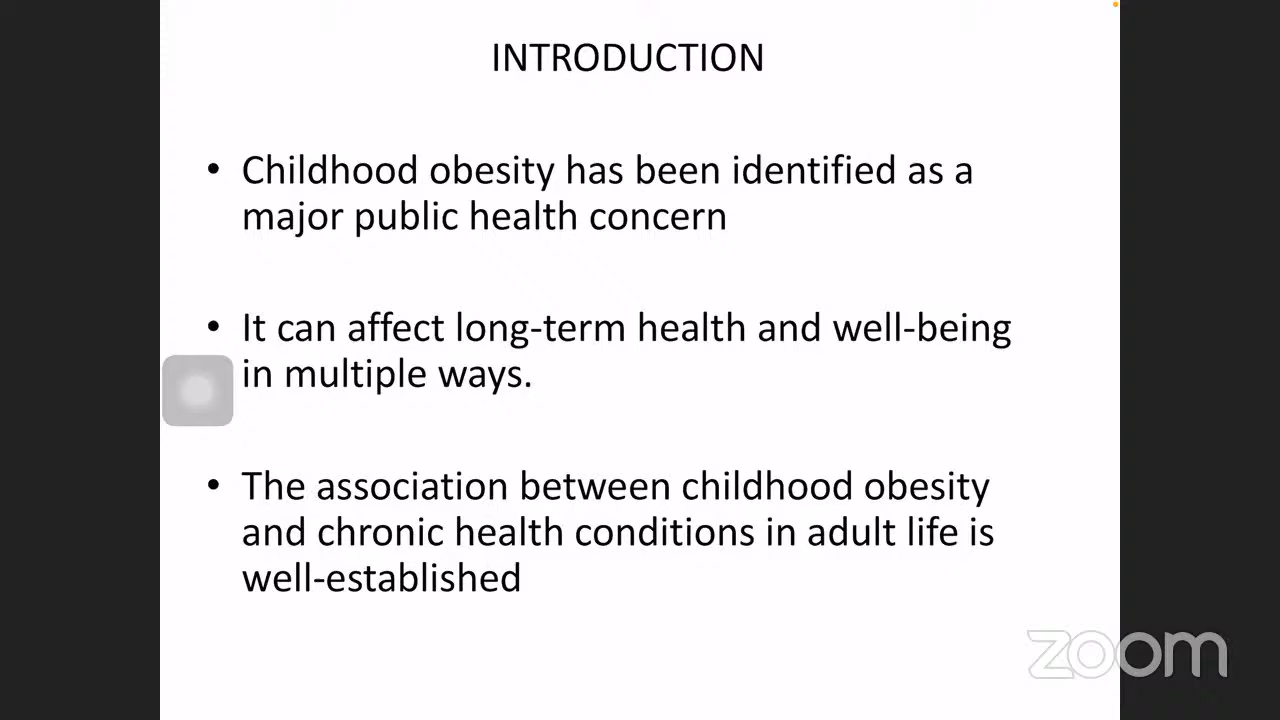 INTRODUCTION
• Childhood obesity has been identified as a
major public health concern
• It can affect long-term health and well-being
in multiple ways.
• The association between childhood obesity
and chronic health conditions in adult life is
well-established
zoom